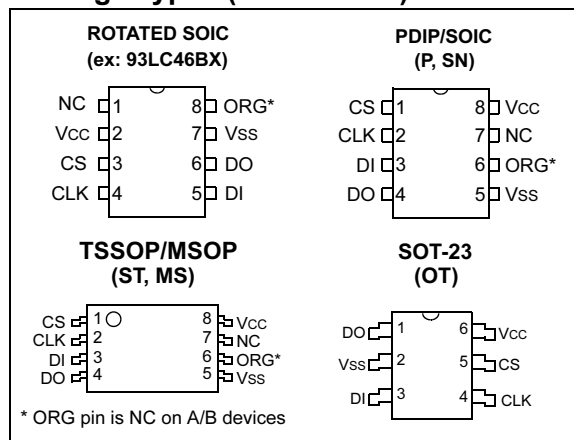 ROTATED SOIC
(ex: 93LC46BX)
NC 1 8 ORG*
VCC 2 7 VSS
CS 3 6 DO
CLK 4 5 DI
PDIP/SOIC
(P, SN)
CS 1 8 VCC
CLK 2 7 NC
DI 3 6 ORG*
DO 4 5 VSS
TSSOP/MSOP
(ST, MS)
CS 1 8 VCC
CLK 2 7 NC
DI 3 6 ORG*
DO 4 5 VSS
* ORG pin is NC on A/B devices
SOT-23
(OT)
DO 1 6 VCC
VSS 2 5 CS
DI 3 4 CLK